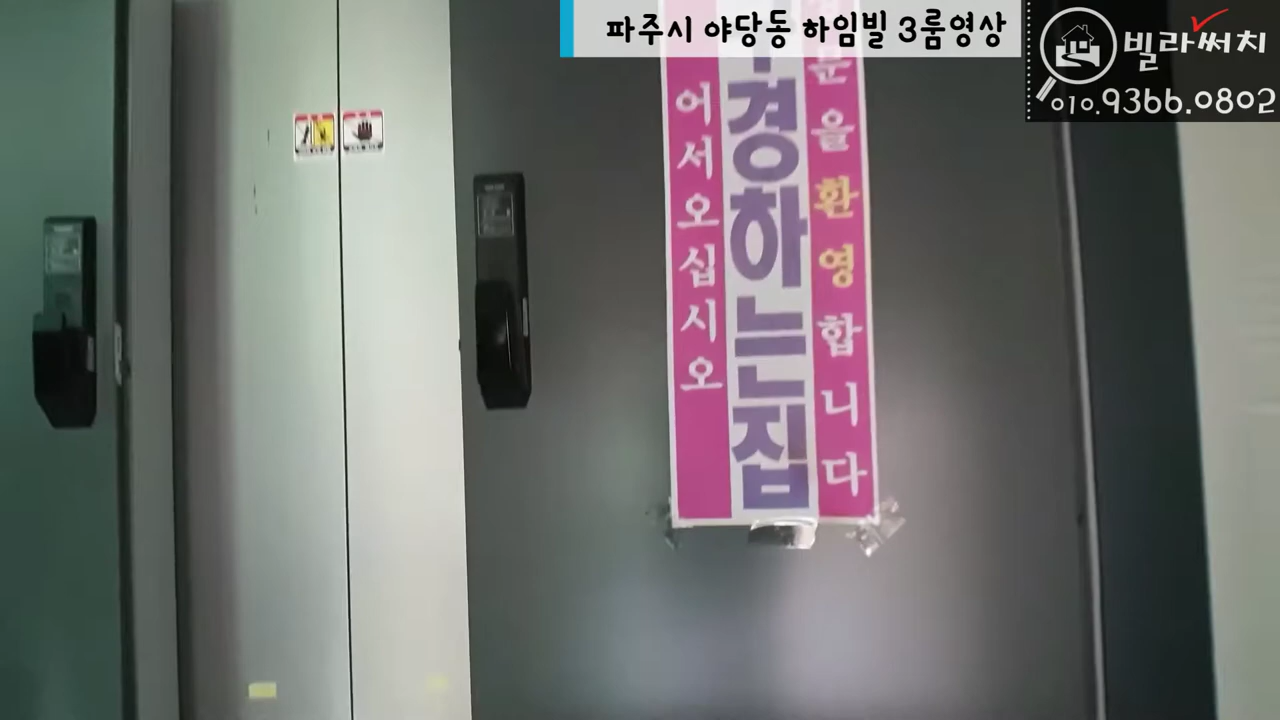 파주시 야당동 하임빌 3룸영상
빌라써치
010.9366.0802
어서오십시오
경하는집
문을환영합니다